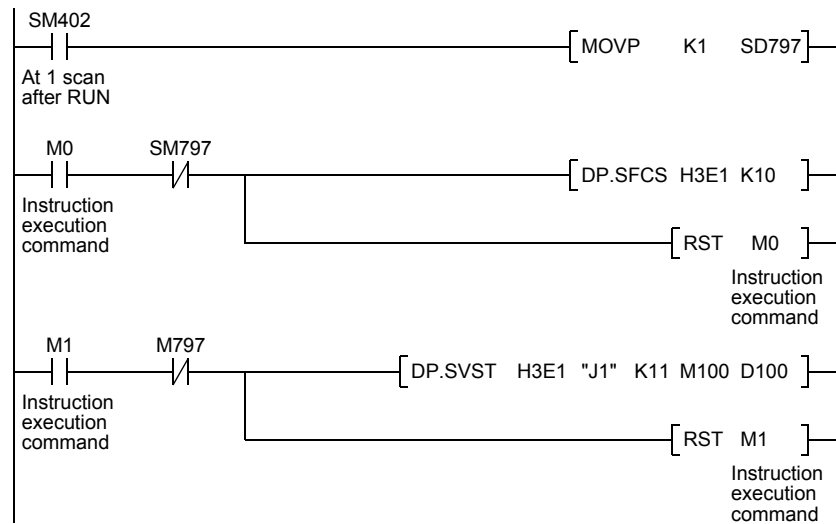 SM402
MOVP K1 SD797
At 1 scan
after RUN
M0 SM797
DP.SFCS H3E1 K10
Instruction
execution
command
RST M0
Instruction
execution
command
M1 M797
DP.SVST H3E1 "J1" K11 M100 D100
Instruction
execution
command
RST M1
Instruction
execution
command